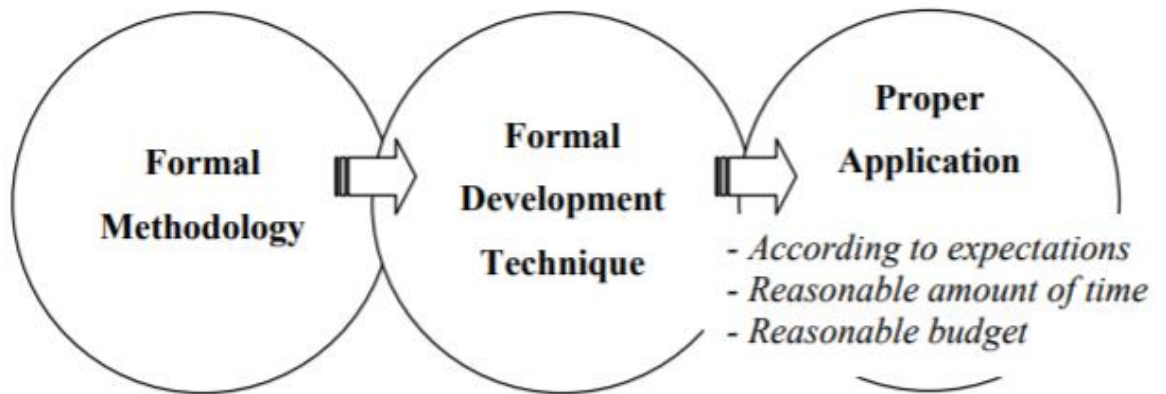 Formal
Methodology
Formal
Development
Technique
Proper
Application
- According to expectations
- Reasonable amount of time
- Reasonable budget